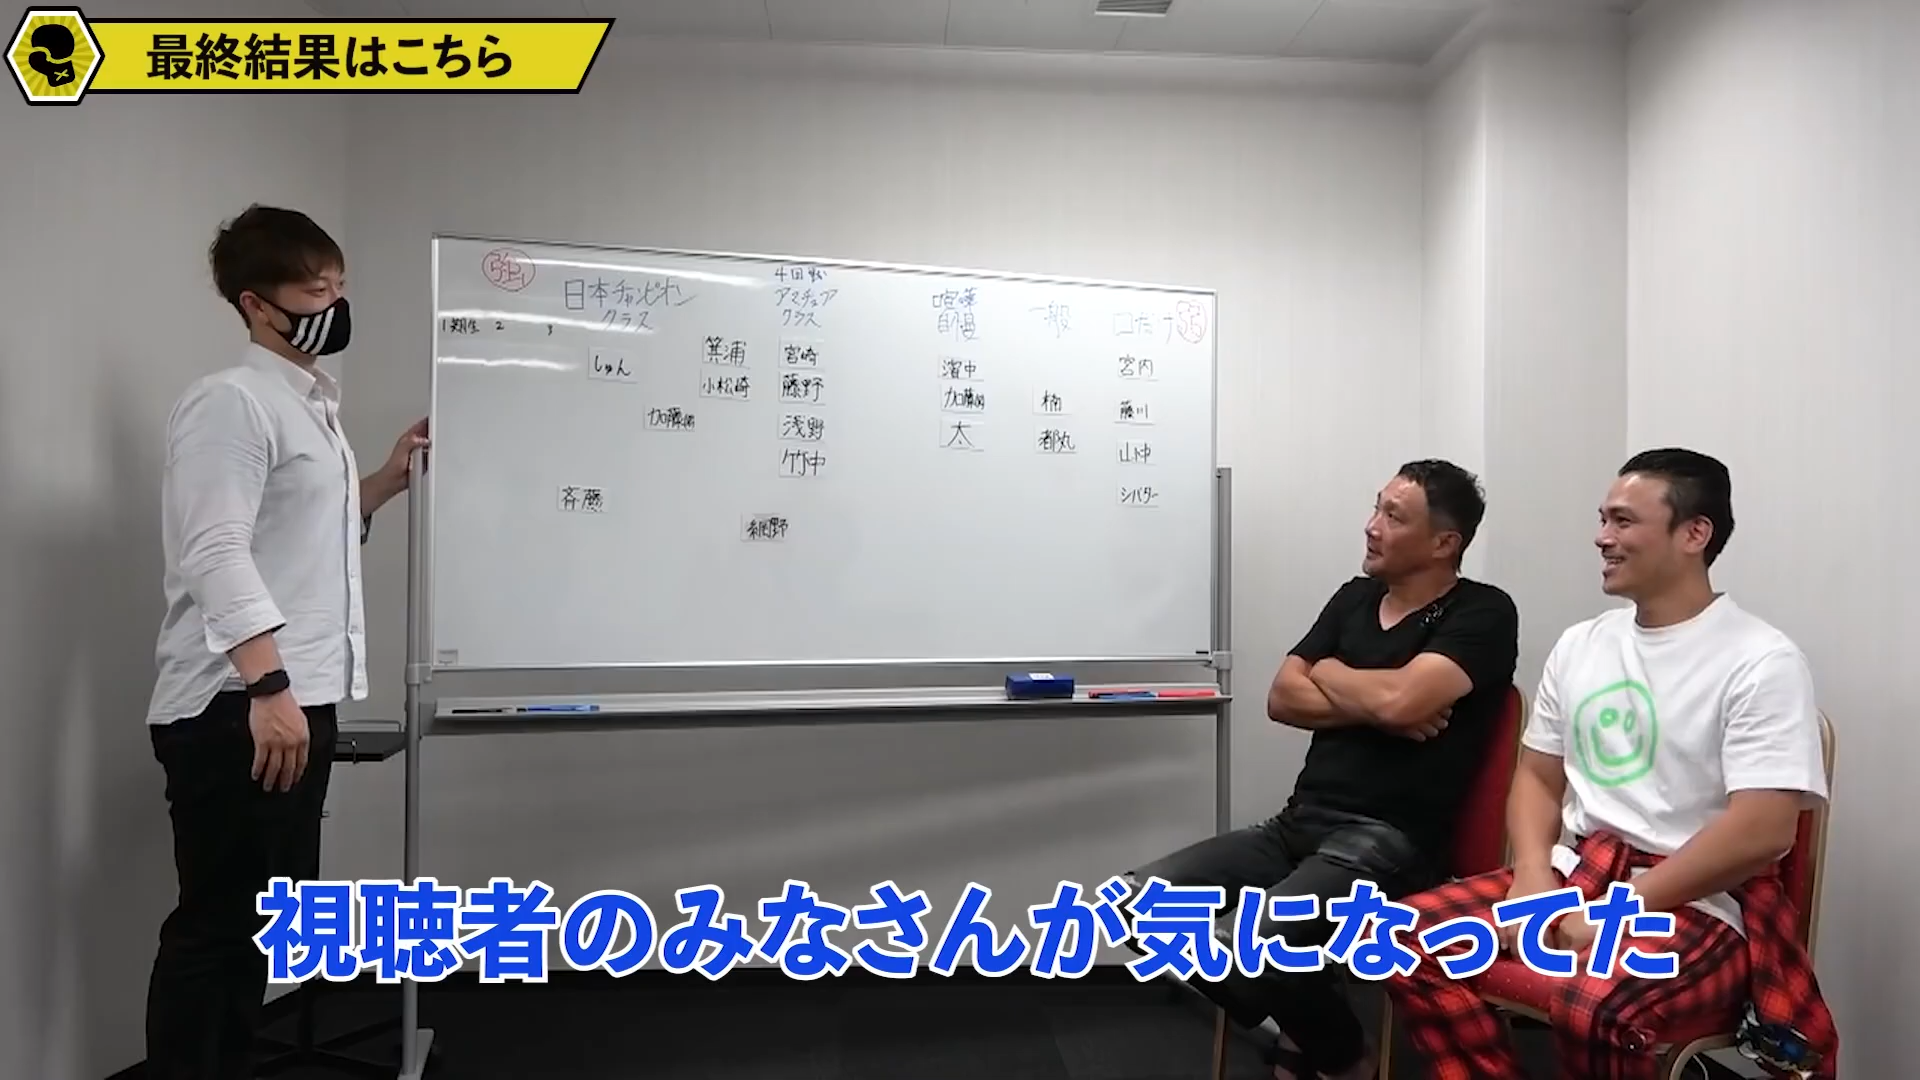 最終結果はこちら
強
日本チャンピオン
クラス
4回戦
アマチュア
クラス
喧嘩
自慢
一般
口だけ
弱
1期生 2 3
しゅん
箕浦
宮崎
濱中
宮内
小松崎
藤野
楠
藤川
加藤
浅野
太
都丸
山中
竹中
シバター
斉藤
細野
視聴者のみなさんが気になってた